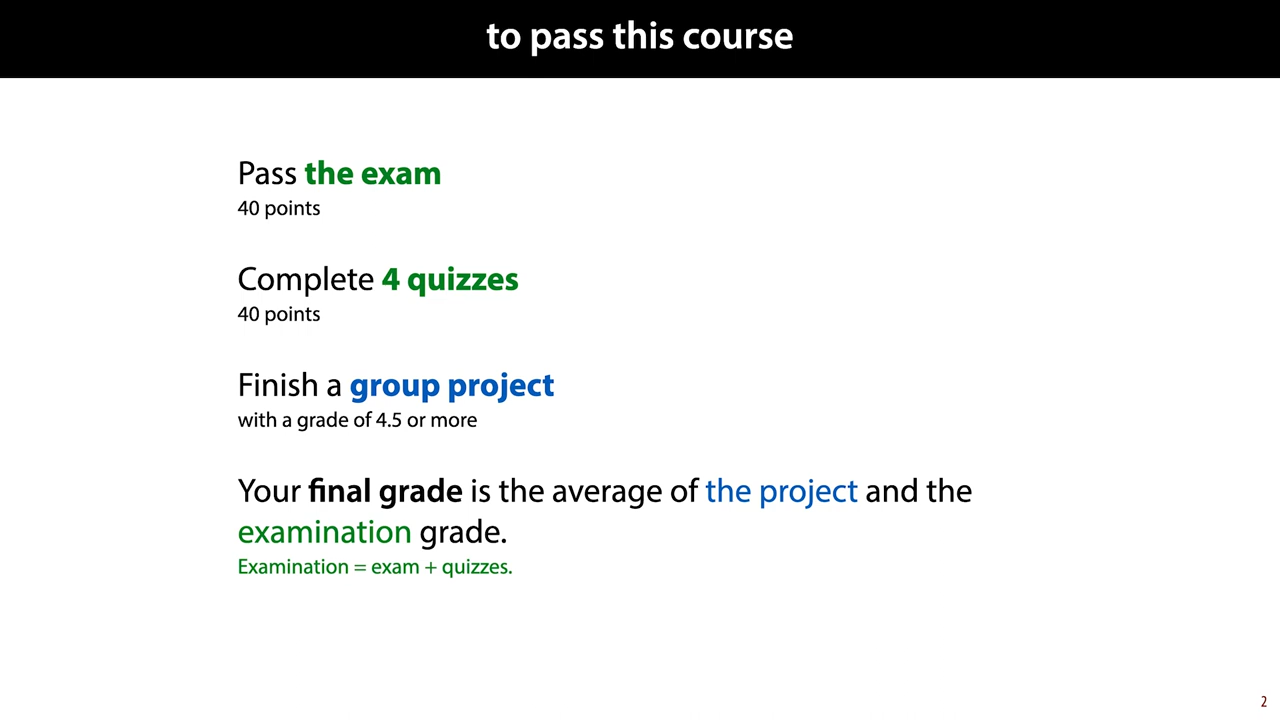 to pass this course
Pass the exam
40 points
Complete 4 quizzes
40 points
Finish a group project
with a grade of 4.5 or more
Your final grade is the average of the project and the
examination grade.
Examination = exam + quizzes.
2